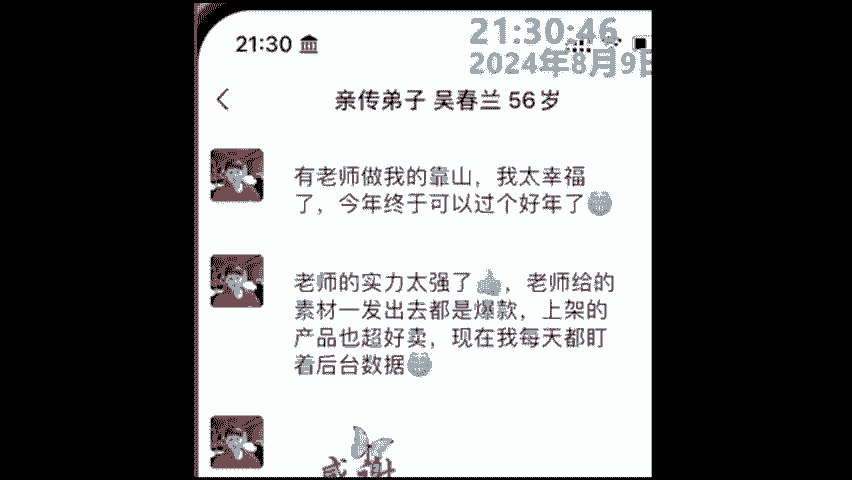 21:30
21:30:46
2024年8月9日
亲传弟子 吴春兰 56岁
有老师做我的靠山，我太幸福
了，今年终于可以过个好年了
老师的实力太强了，老师给的
素材一发出去都是爆款，上架的
产品也超好卖，现在我每天都盯
着后台数据
感谢